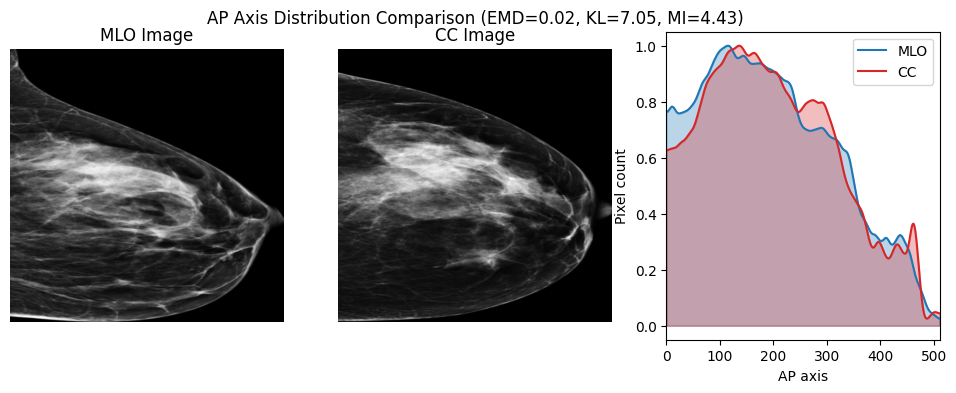 AP Axis Distribution Comparison (EMD=0.02, KL=7.05, MI=4.43)
MLO Image
CC Image
MLO
CC
Pixel count
1.0
0.8
0.6
0.4
0.2
0.0
0 100 200 300 400 500
AP axis